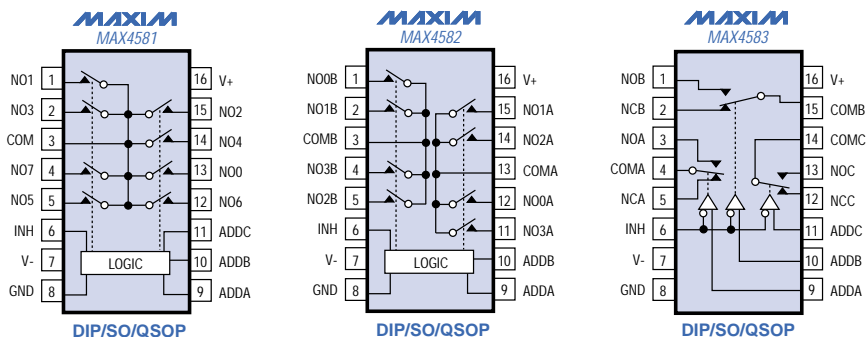 MAXIM
MAX4581
NO1 1 16 V+
NO3 2 15 NO2
COM 3 14 NO4
NO7 4 13 NO0
NO5 5 12 NO6
INH 6 11 ADDC
V- 7 LOGIC 10 ADDB
GND 8 9 ADDA
DIP/SO/QSOP
MAXIM
MAX4582
NO0B 1 16 V+
NO1B 2 15 NO1A
COMB 3 14 NO2A
NO3B 4 13 COMA
NO2B 5 12 NO0A
INH 6 11 NO3A
V- 7 LOGIC 10 ADDB
GND 8 9 ADDA
DIP/SO/QSOP
MAXIM
MAX4583
NOB 1 16 V+
NCB 2 15 COMB
NOA 3 14 COMC
COMA 4 13 NOC
NCA 5 12 NCC
INH 6 11 ADDC
V- 7 10 ADDB
GND 8 9 ADDA
DIP/SO/QSOP